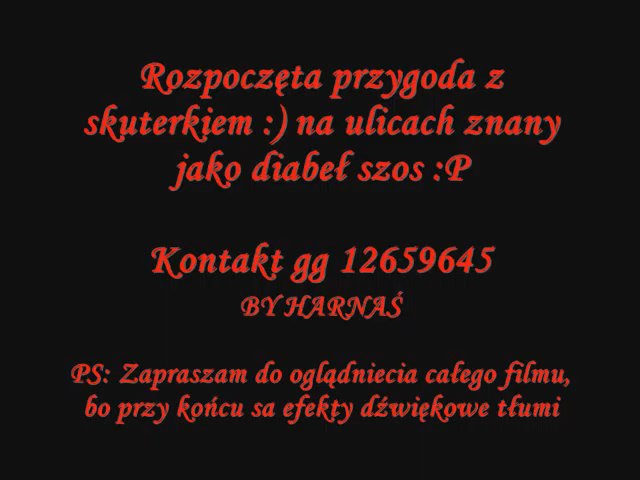 Rozpoczęta przygoda z
skuterkiem :) na ulicach znany
jako diabeł szos :P
Kontakt gg 12659645
BY HARNAŚ
PS: Zapraszam do oglądniecia całego filmu,
bo przy końcu sa efekty dźwiękowe tłumi